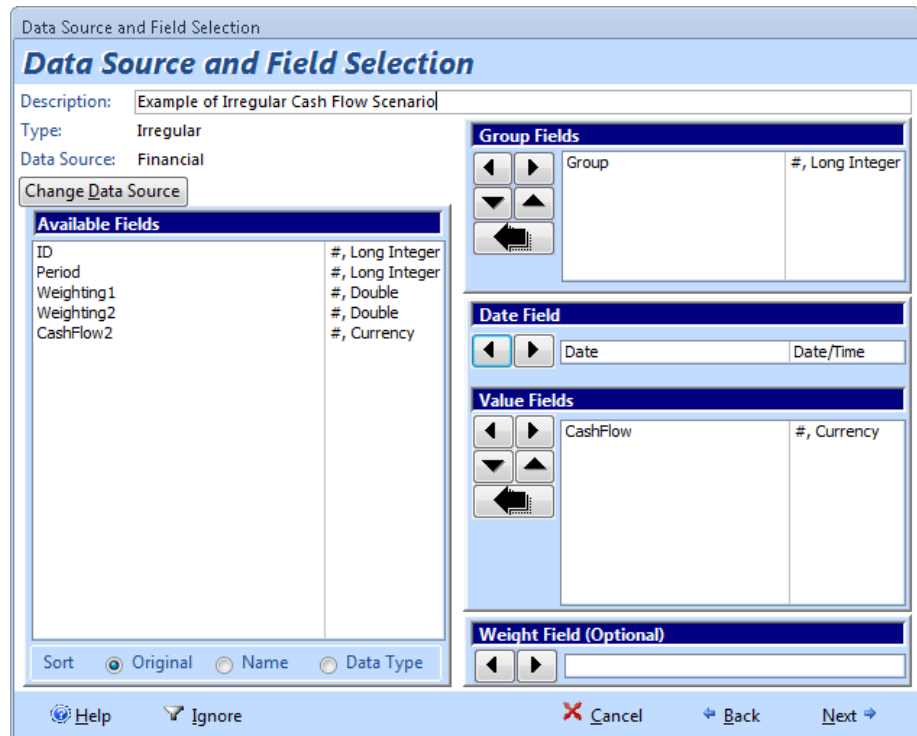 Data Source and Field Selection
Data Source and Field Selection
Description: Example of Irregular Cash Flow Scenario
Type: Irregular
Data Source: Financial
Change Data Source
Available Fields
ID #, Long Integer
Period #, Long Integer
Weighting1 #, Double
Weighting2 #, Double
CashFlow2 #, Currency
Sort Original Name Data Type
Group Fields
Group #, Long Integer
Date Field
Date Date/Time
Value Fields
CashFlow #, Currency
Weight Field (Optional)
Help Ignore Cancel Back Next